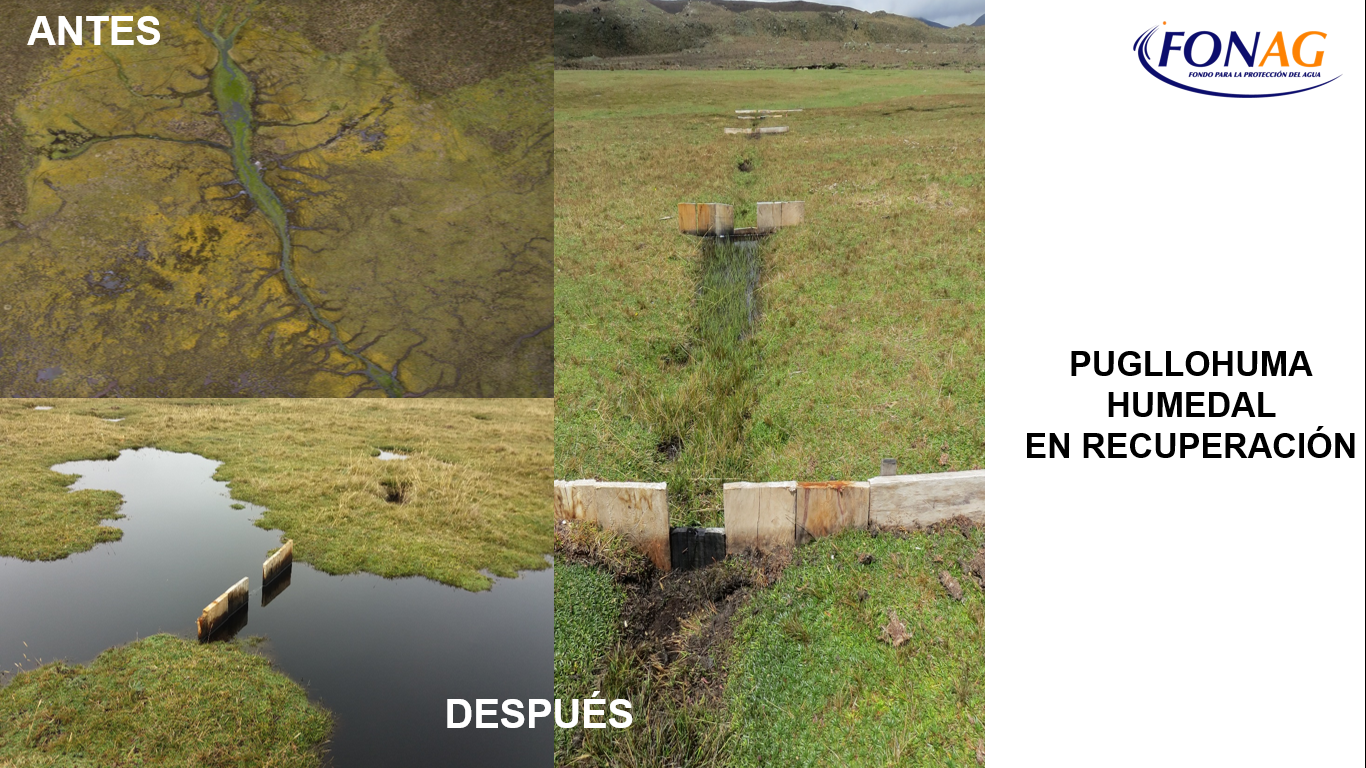 ANTES
FONAG
FONDO PARA LA PROTECCIÓN DEL AGUA
PUGLLOHUMA
HUMEDAL
EN RECUPERACIÓN
DESPUÉS